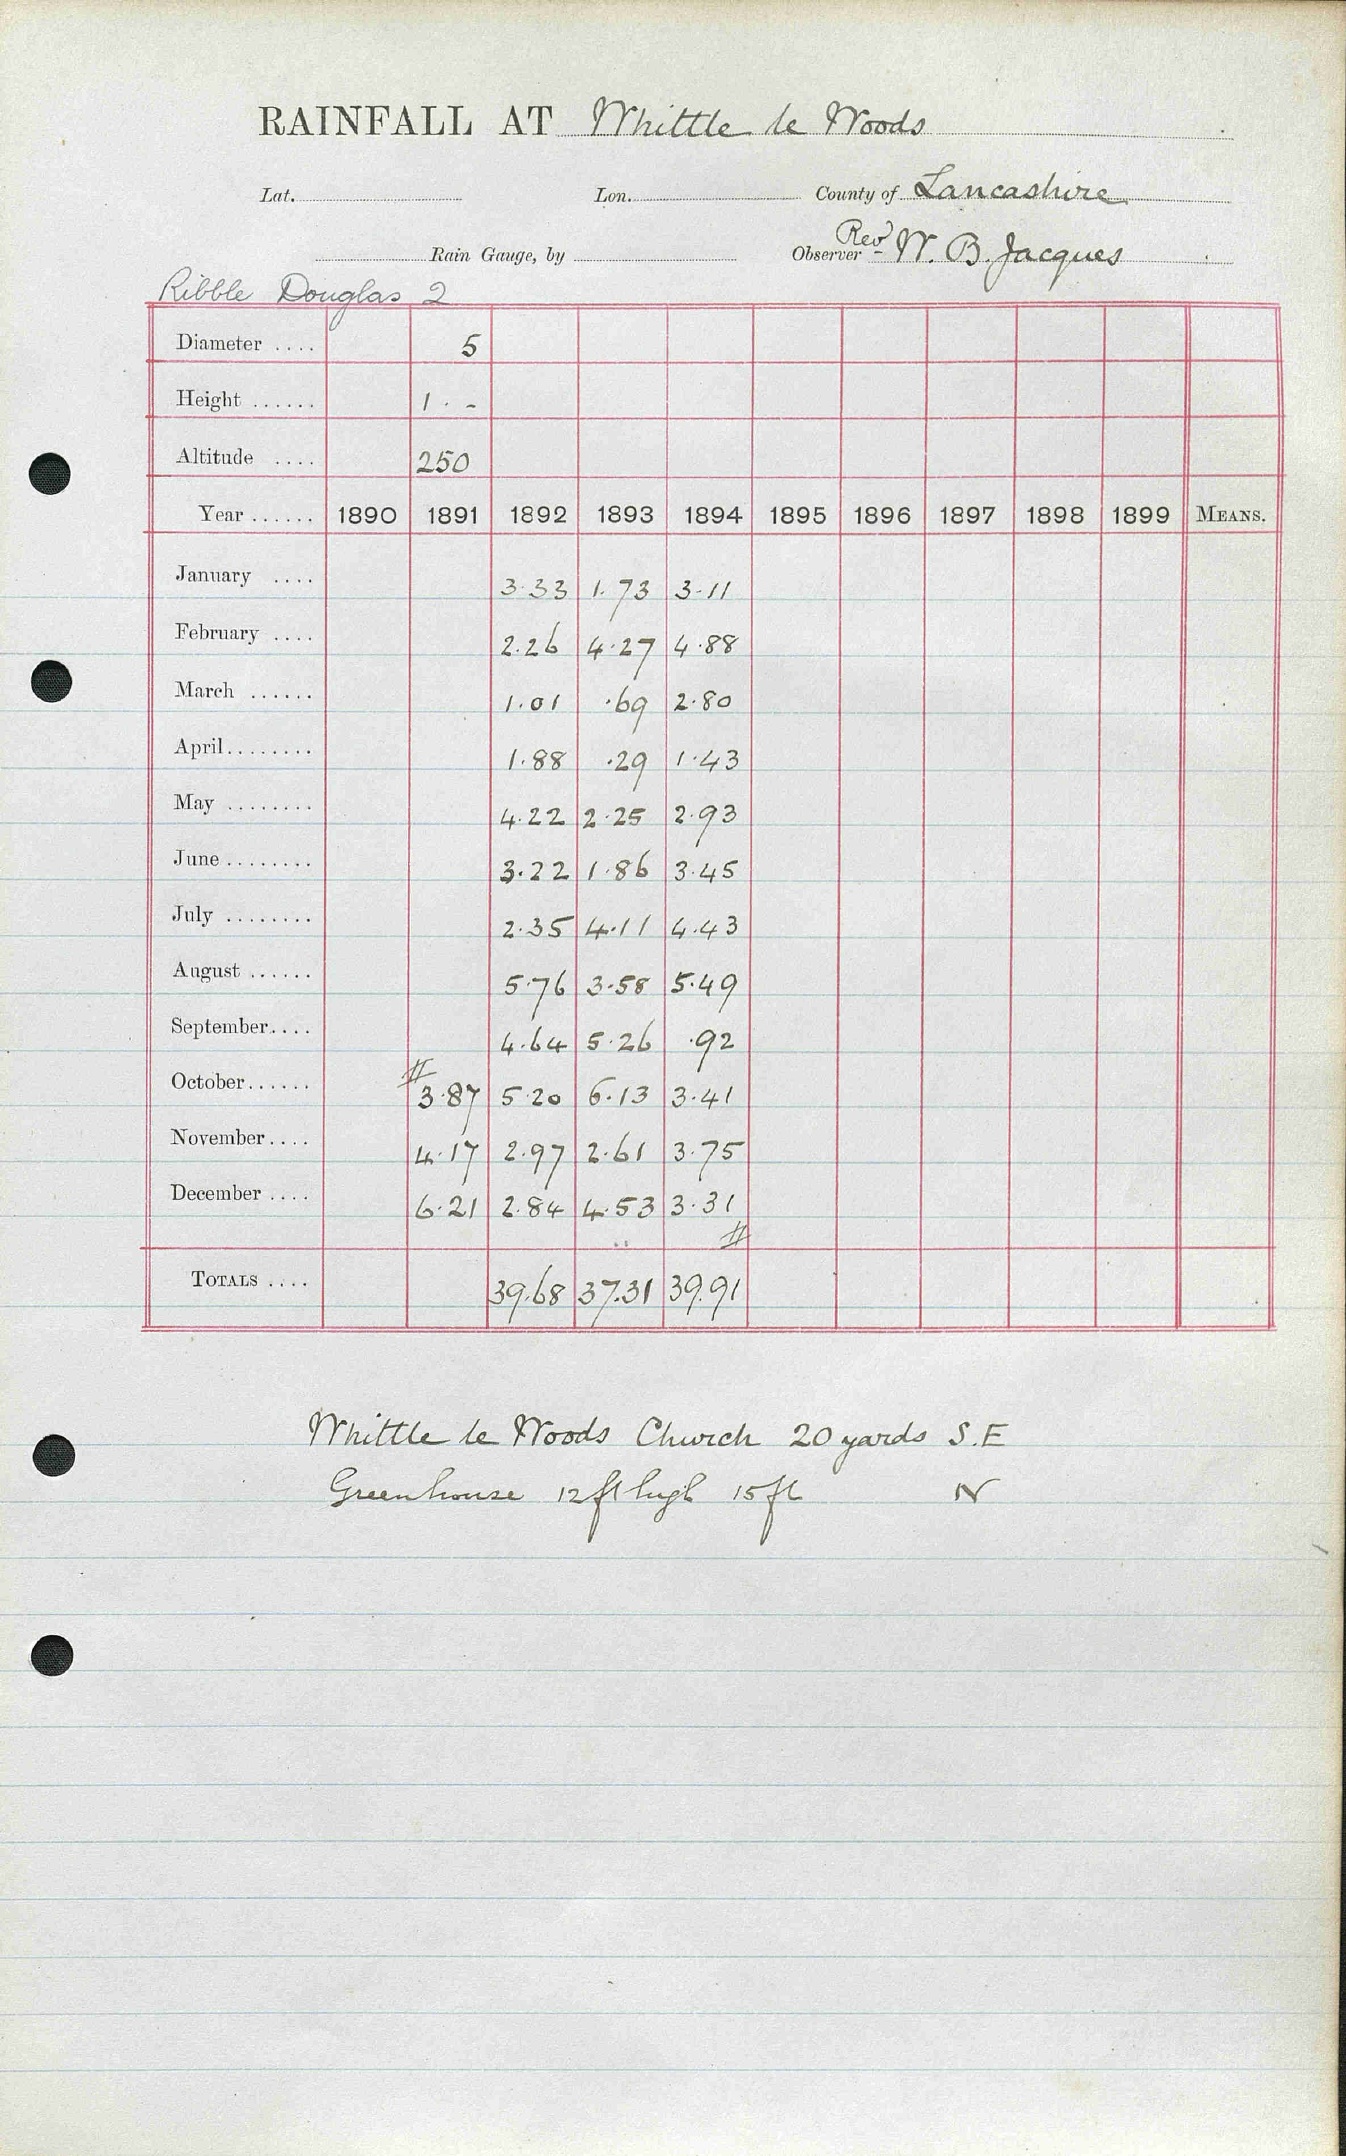 RAINFALL AT Whittle le Woods
Lat. Lon. County of Lancashire
Rain Gauge, by Observer Revd W. B. Jacques
Ribble Douglas 2
Diameter .... 5
Height ...... 1 . -
Altitude .... 250
Year ...... 1890 1891 1892 1893 1894 1895 1896 1897 1898 1899 MEANS.
January .... 3.33 1.73 3.11
February .... 2.26 4.27 4.88
March ...... 1.01 .69 2.80
April........ 1.88 .29 1.43
May ........ 4.22 2.25 2.93
June ........ 3.22 1.86 3.45
July ........ 2.35 4.11 4.43
August ...... 5.76 3.58 5.49
September.... 4.64 5.26 .92
October...... 3.87 5.20 6.13 3.41
November.... 4.17 2.97 2.61 3.75
December .... 6.21 2.84 4.53 3.31
TOTALS .... 39.68 37.31 39.91
Whittle le Woods Church 20 yards S.E
Greenhouse 12ft high 15ft N